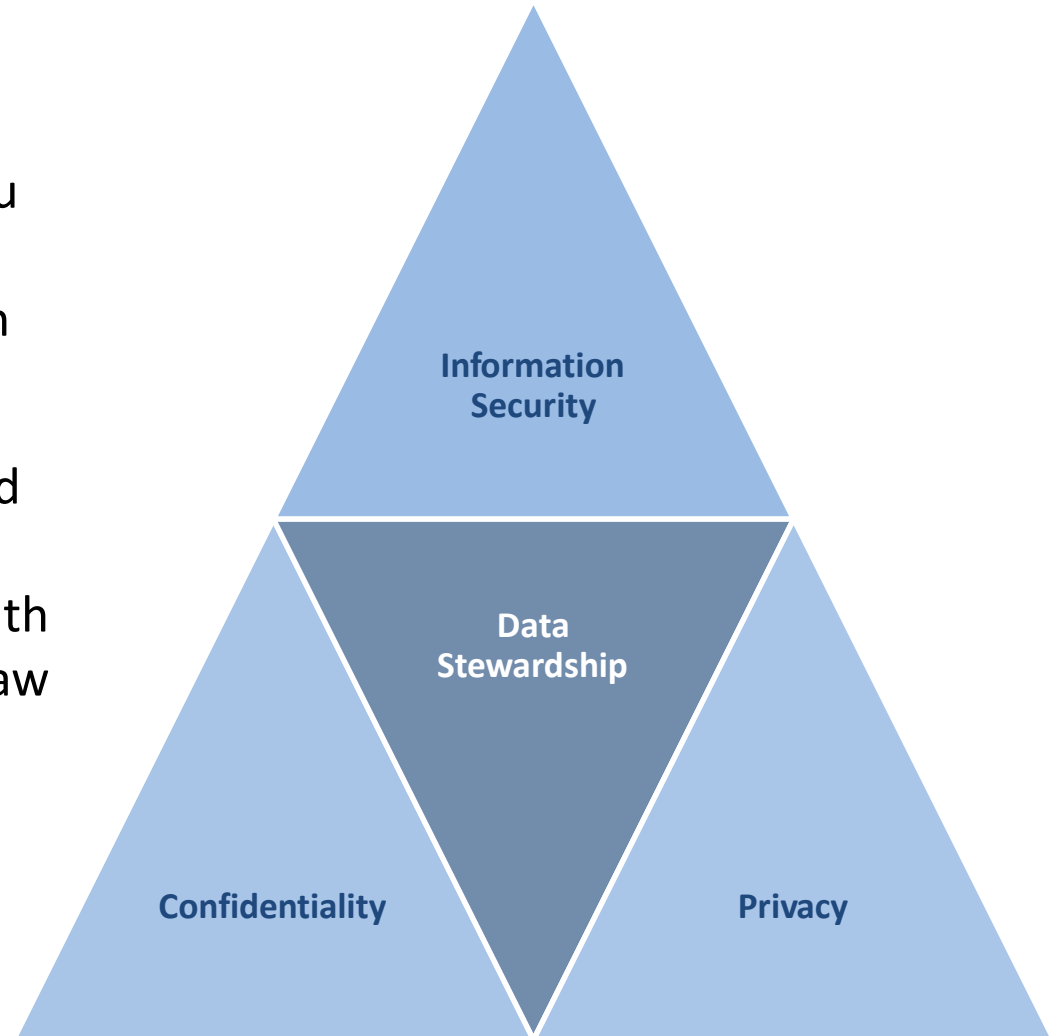 Information
Security
Data
Stewardship
Confidentiality
Privacy